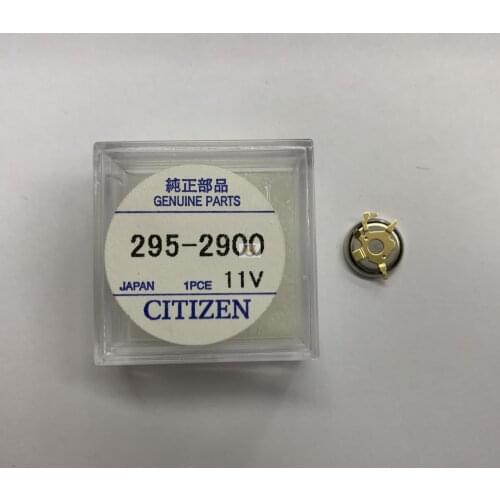 純正部品
GENUINE PARTS
295-2900
JAPAN 1PCE 11V
CITIZEN